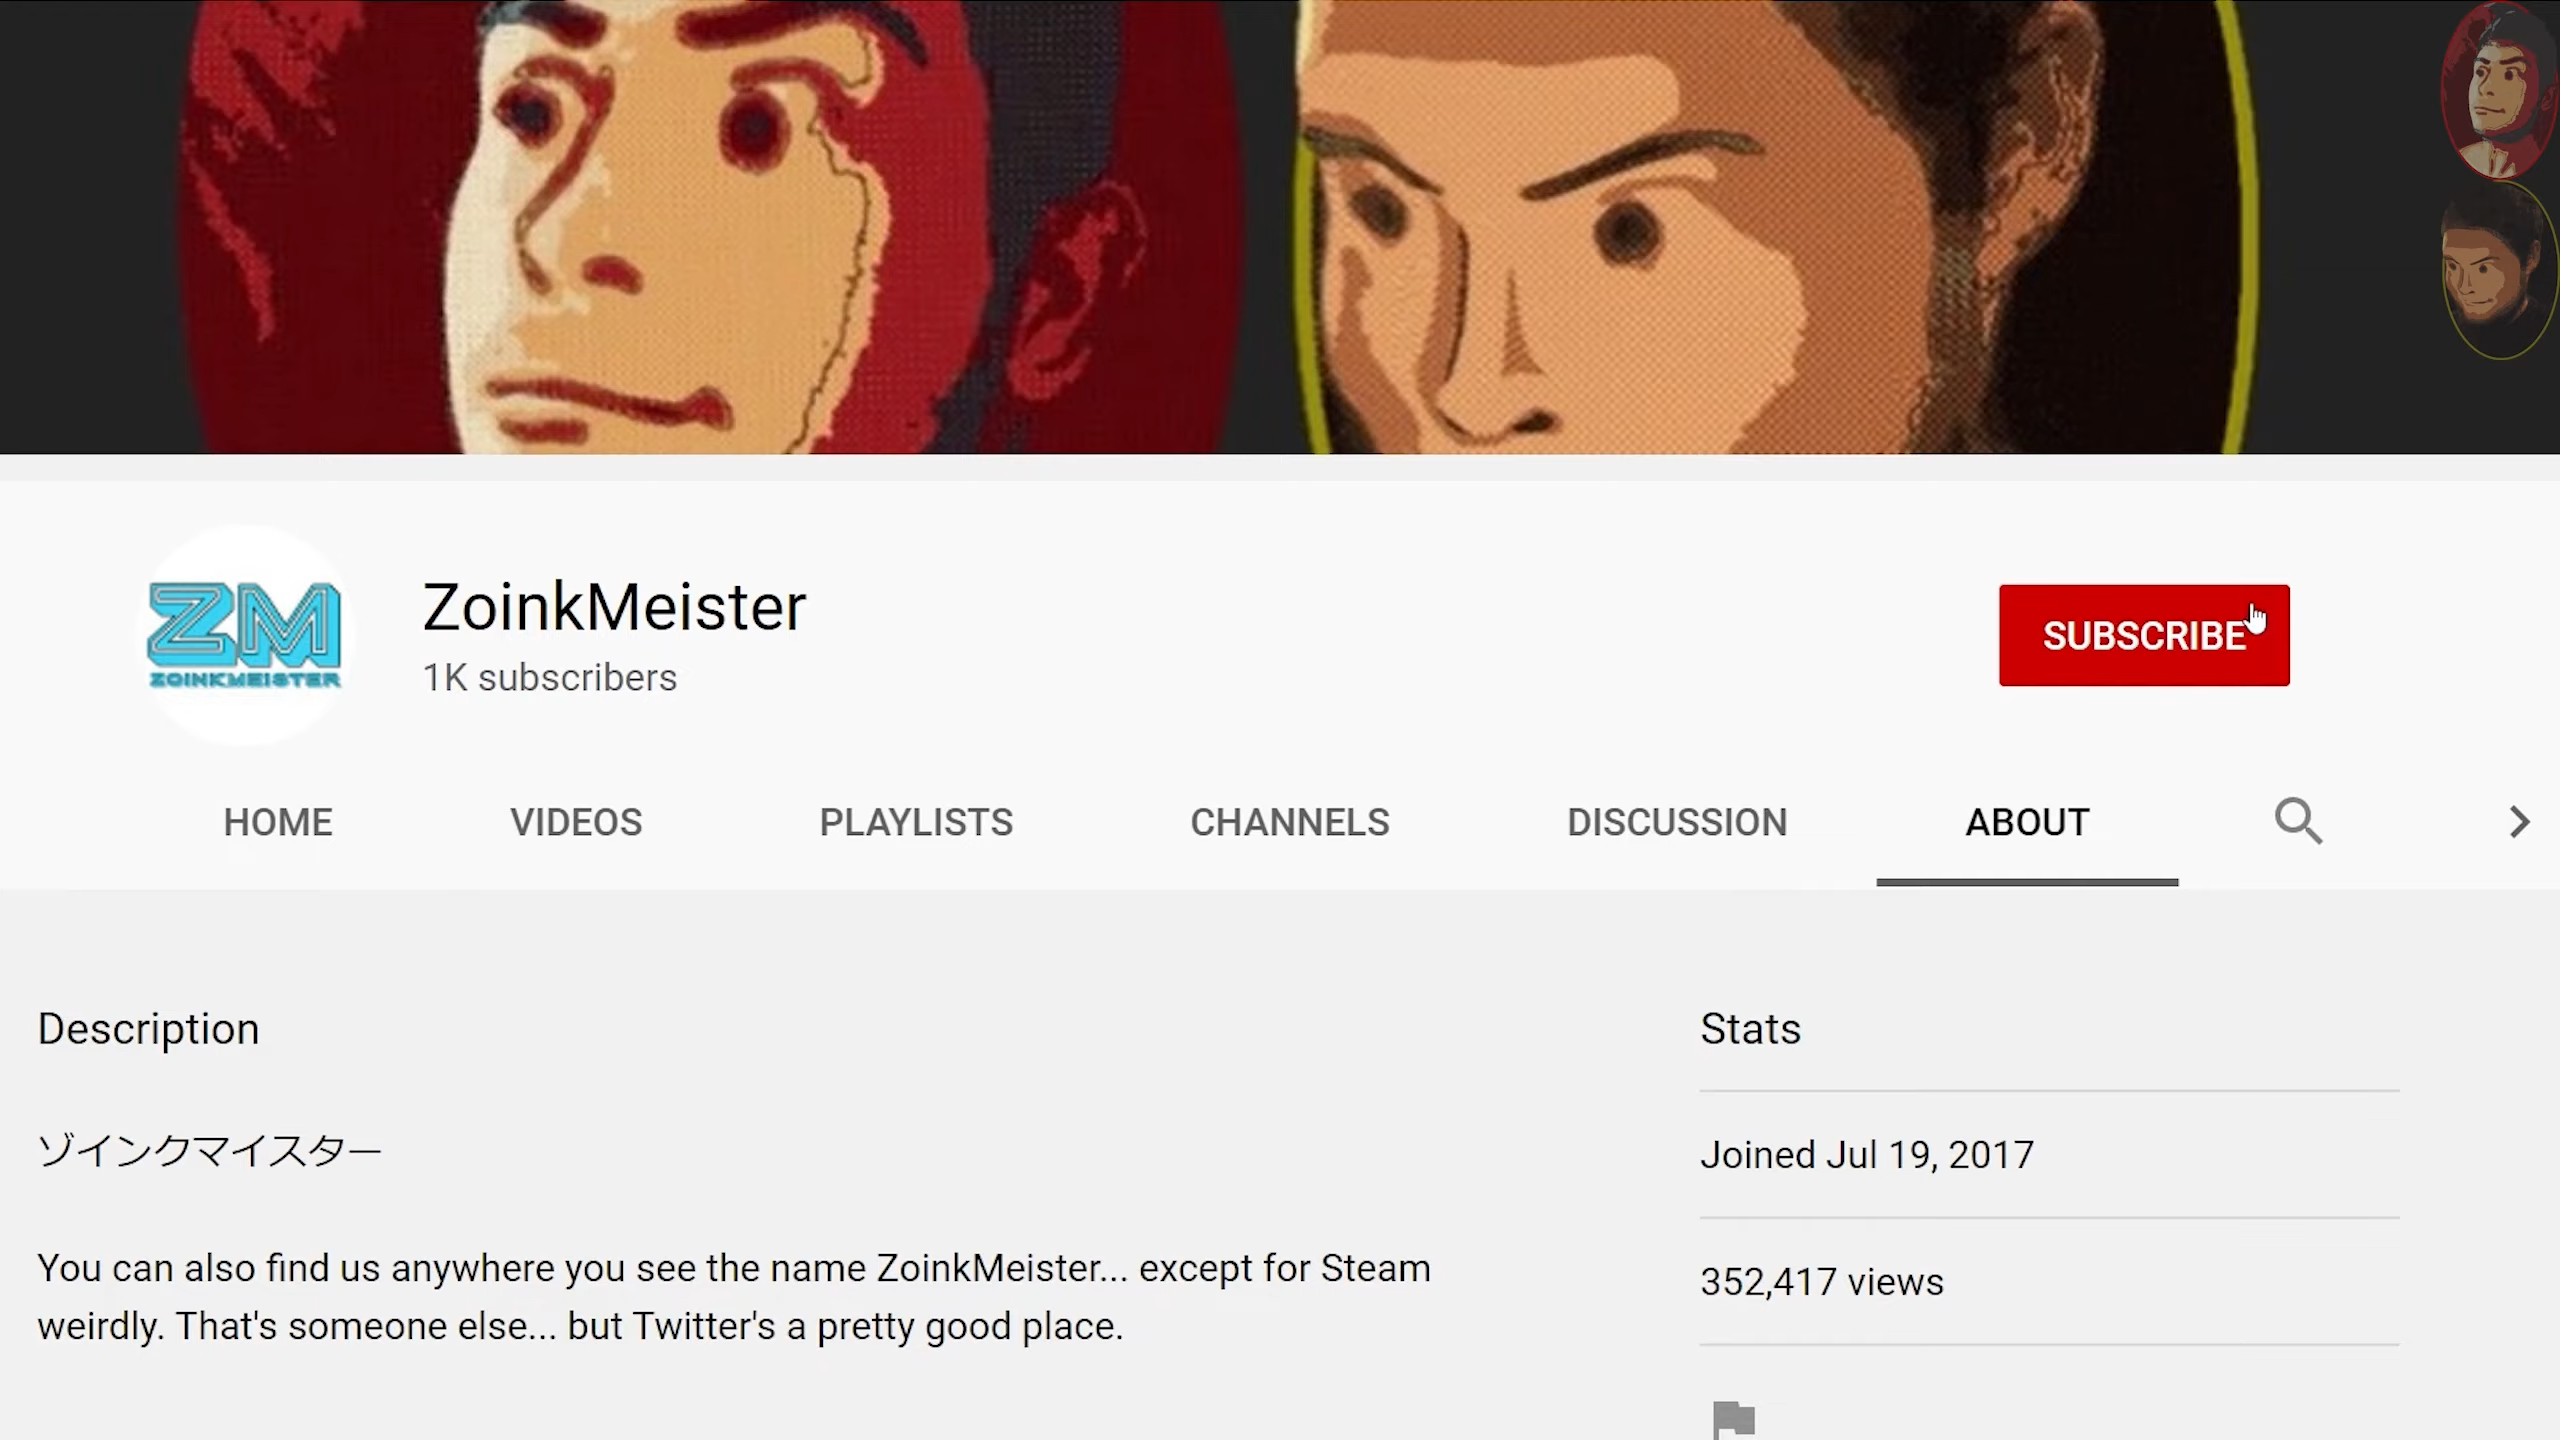 ZM
ZOINKMEISTER
ZoinkMeister
1K subscribers
SUBSCRIBE
HOME VIDEOS PLAYLISTS CHANNELS DISCUSSION ABOUT
Description
ゾインクマイスター
You can also find us anywhere you see the name ZoinkMeister... except for Steam
weirdly. That's someone else... but Twitter's a pretty good place.
Stats
Joined Jul 19, 2017
352,417 views